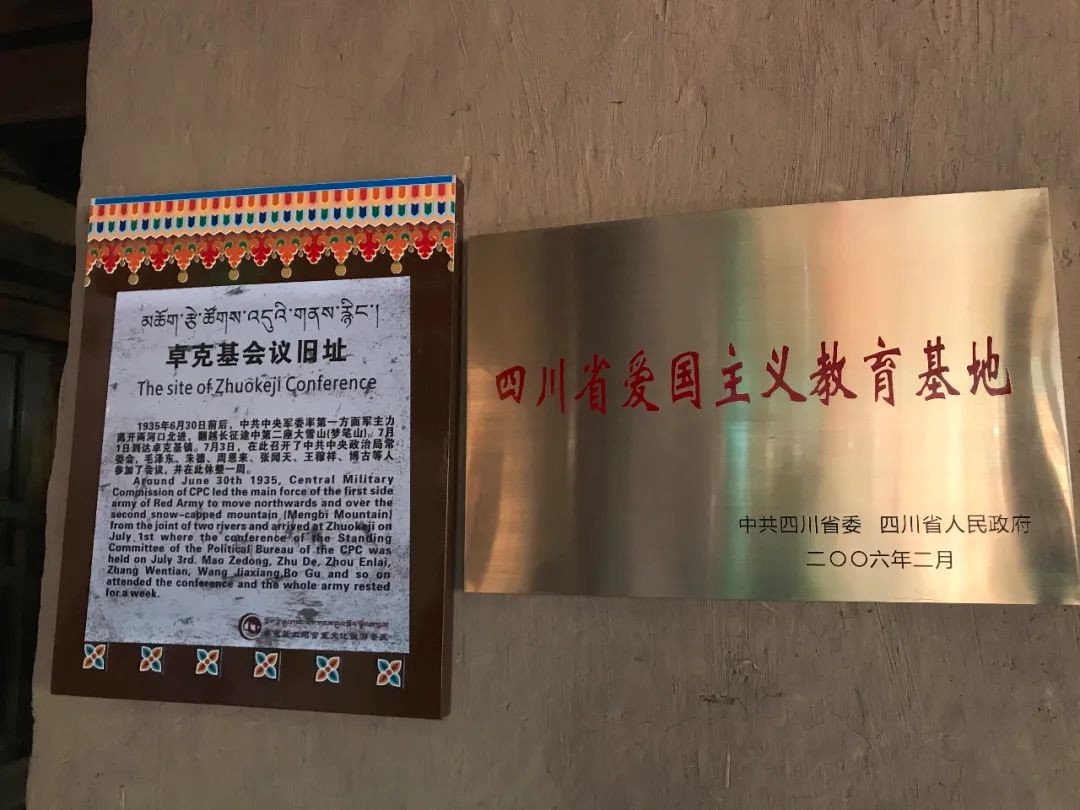 མཆོག་རྩེ་ཚོགས་འདུའི་གནས་རྙིང་།
卓克基会议旧址
The site of Zhuokeji Conference
1935年6月30日前后，中共中央军委率第一方面军主力
离开两河口北进，翻越长征途中第二座大雪山(梦笔山)。7月
1日到达卓克基镇。7月3日，在此召开了中共中央政治局常
委会，毛泽东、朱德、周恩来、张闻天、王稼祥、博古等人
参加了会议，并在此休整一周。
Around June 30th 1935, Central Military
Commission of CPC led the main force of the first side
army of Red Army to move northwards and over the
second snow-capped mountain (Mengbi Mountain)
from the joint of two rivers and arrived at Zhuokeji on
July 1st where the conference of the Standing
Committee of the Political Bureau of the CPC was
held on July 3rd. Mao Zedong, Zhu De, Zhou Enlai,
Zhang Wentian, Wang Jiaxiang,Bo Gu and so on
attended the conference and the whole army rested
for a week.
四川省爱国主义教育基地
中共四川省委 四川省人民政府
二〇〇六年二月